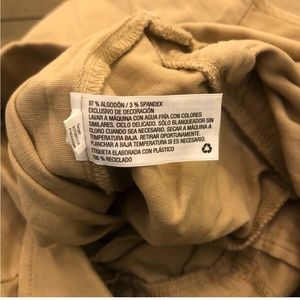 97 % ALGODÓN / 3 % SPANDEX
EXCLUSIVO DE DECORACIÓN
LAVAR A MÁQUINA CON AGUA FRÍA CON COLORES
SIMILARES. CICLO DELICADO. SÓLO BLANQUEADOR SIN
CLORO CUANDO SEA NECESARIO. SECAR A MÁQUINA A
TEMPERATURA BAJA. RETIRAR OPORTUNAMENTE.
PLANCHAR A BAJA TEMPERATURA SI ES NECESARIO.
ETIQUETA ELABORADA CON PLÁSTICO
100 % RECICLADO